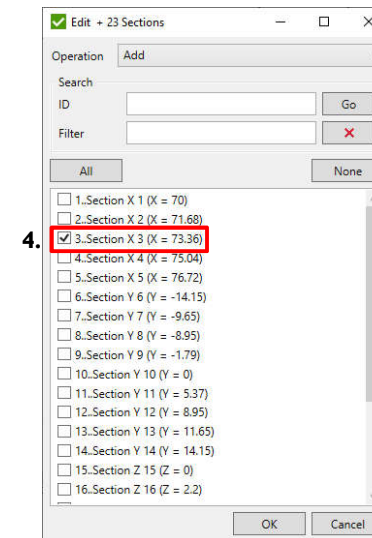 Edit + 23 Sections
Operation Add
Search
ID Go
Filter
All None
1..Section X 1 (X = 70)
2..Section X 2 (X = 71.68)
4. 3..Section X 3 (X = 73.36)
4..Section X 4 (X = 75.04)
5..Section X 5 (X = 76.72)
6..Section Y 6 (Y = -14.15)
7..Section Y 7 (Y = -9.65)
8..Section Y 8 (Y = -8.95)
9..Section Y 9 (Y = -1.79)
10..Section Y 10 (Y = 0)
11..Section Y 11 (Y = 5.37)
12..Section Y 12 (Y = 8.95)
13..Section Y 13 (Y = 11.65)
14..Section Y 14 (Y = 14.15)
15..Section Z 15 (Z = 0)
16..Section Z 16 (Z = 2.2)
OK Cancel